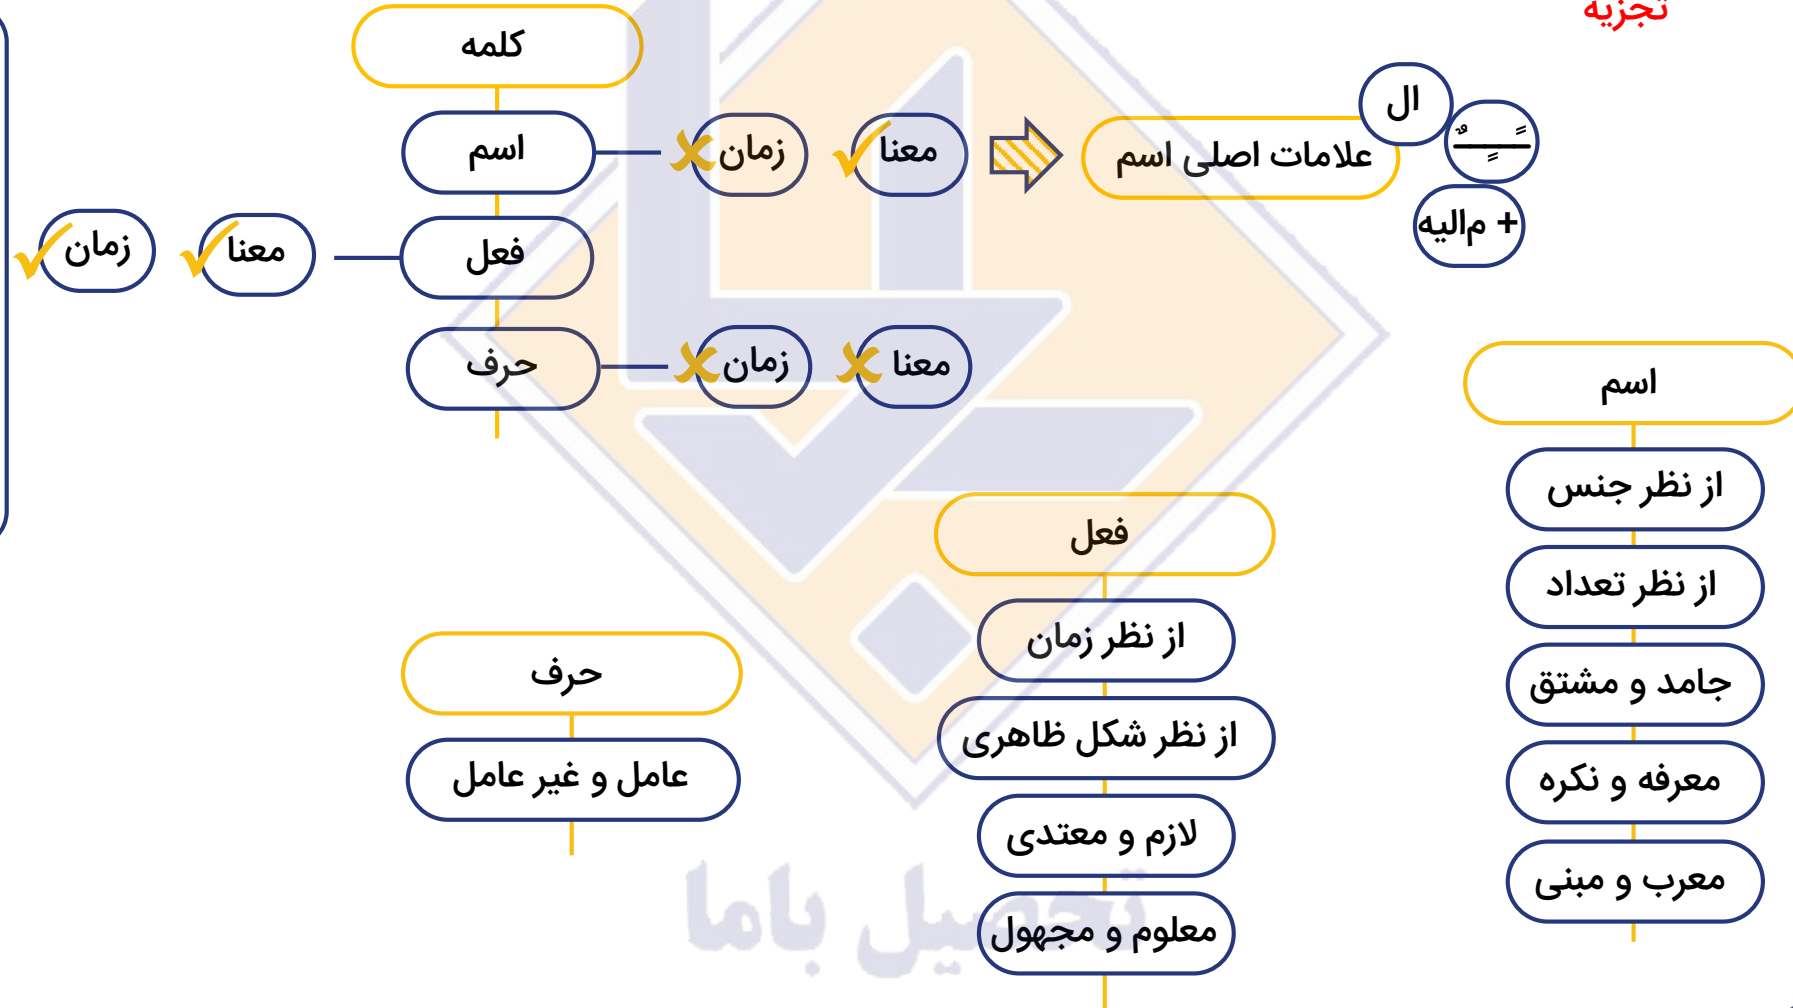 تجزیه
کلمه
اسم
معنا
زمان
علامات اصلی اسم
ال
ـًـٍـٌ
+ م‌الیه
فعل
معنا
زمان
حرف
معنا
زمان
اسم
از نظر جنس
از نظر تعداد
جامد و مشتق
معرفه و نکره
معرب و مبنی
فعل
از نظر زمان
از نظر شکل ظاهری
لازم و معتدی
معلوم و مجهول
حرف
عامل و غیر عامل
تحصیل باما